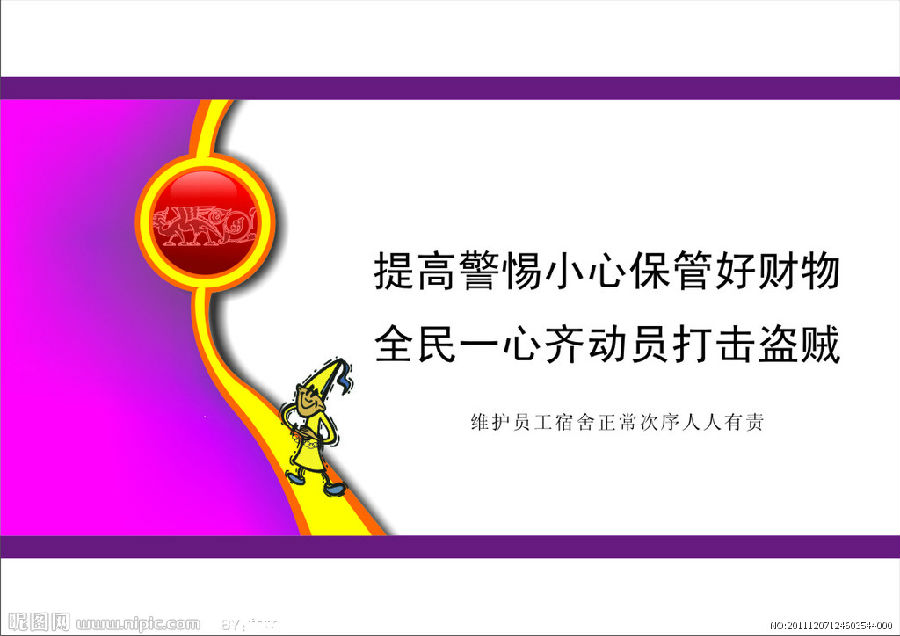 提高警惕小心保管好财物
全民一心齐动员打击盗贼
维护员工宿舍正常次序人人有责
昵图网 www.nipic.com BY:
NO:20111207124503544000